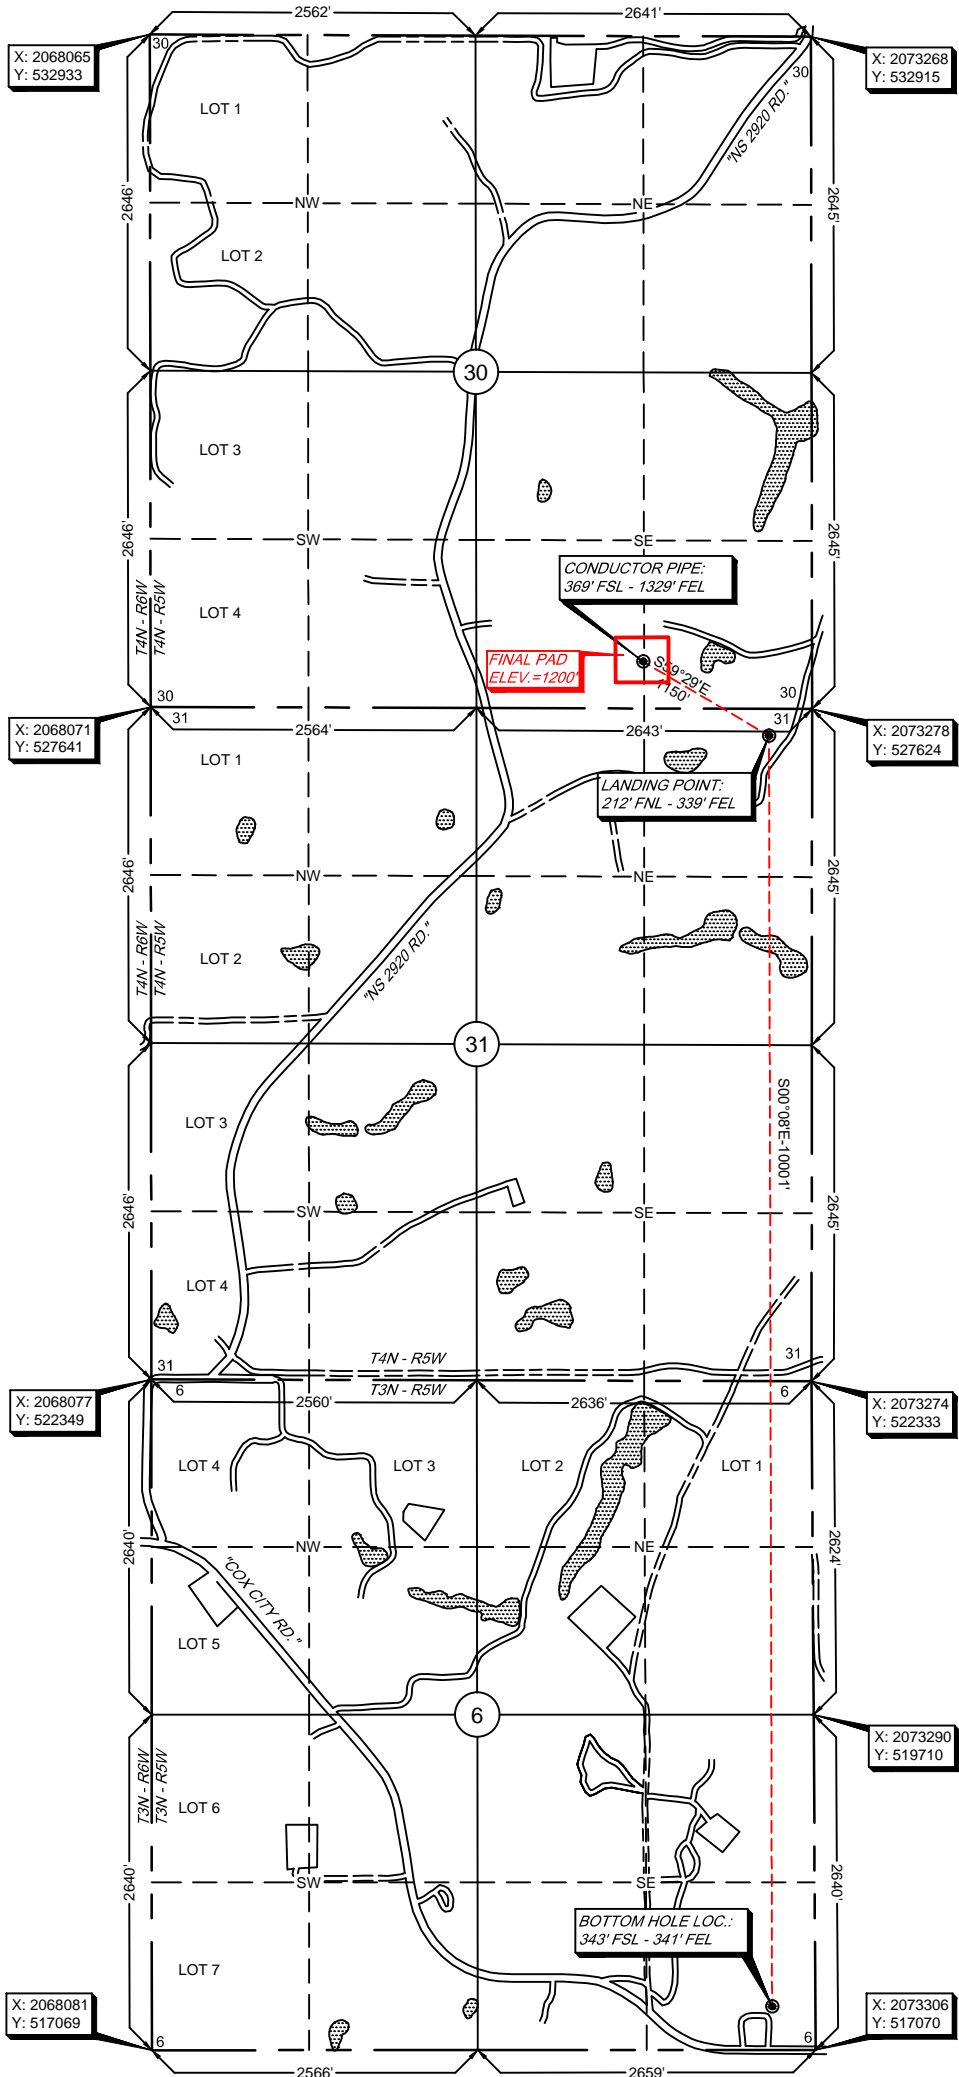 2562'
2641'
X: 2068065
Y: 532933
X: 2073268
Y: 532915
30
30
LOT 1
"NS 2920 RD."
2646'
NW
NE
2645'
LOT 2
30
LOT 3
2646'
SW
SE
2645'
CONDUCTOR PIPE:
369' FSL - 1329' FEL
T4N - R6W
T4N - R5W
LOT 4
FINAL PAD
ELEV.=1200'
S59°29'E
1150'
30
30
31
31
2564'
2643'
X: 2068071
Y: 527641
X: 2073278
Y: 527624
LOT 1
LANDING POINT:
212' FNL - 339' FEL
2646'
NW
NE
2645'
T4N - R6W
T4N - R5W
LOT 2
"NS 2920 RD."
31
S00°08'E-10001'
LOT 3
2646'
SW
SE
2645'
LOT 4
31
T4N - R5W
31
6
T3N - R5W
6
2560'
2636'
X: 2068077
Y: 522349
X: 2073274
Y: 522333
LOT 4
LOT 3
LOT 2
LOT 1
2640'
NW
NE
2624'
"COX CITY RD."
LOT 5
6
X: 2073290
Y: 519710
T3N - R6W
T3N - R5W
LOT 6
2640'
SW
SE
2640'
BOTTOM HOLE LOC.:
343' FSL - 341' FEL
LOT 7
X: 2068081
Y: 517069
X: 2073306
Y: 517070
6
6
2566'
2659'